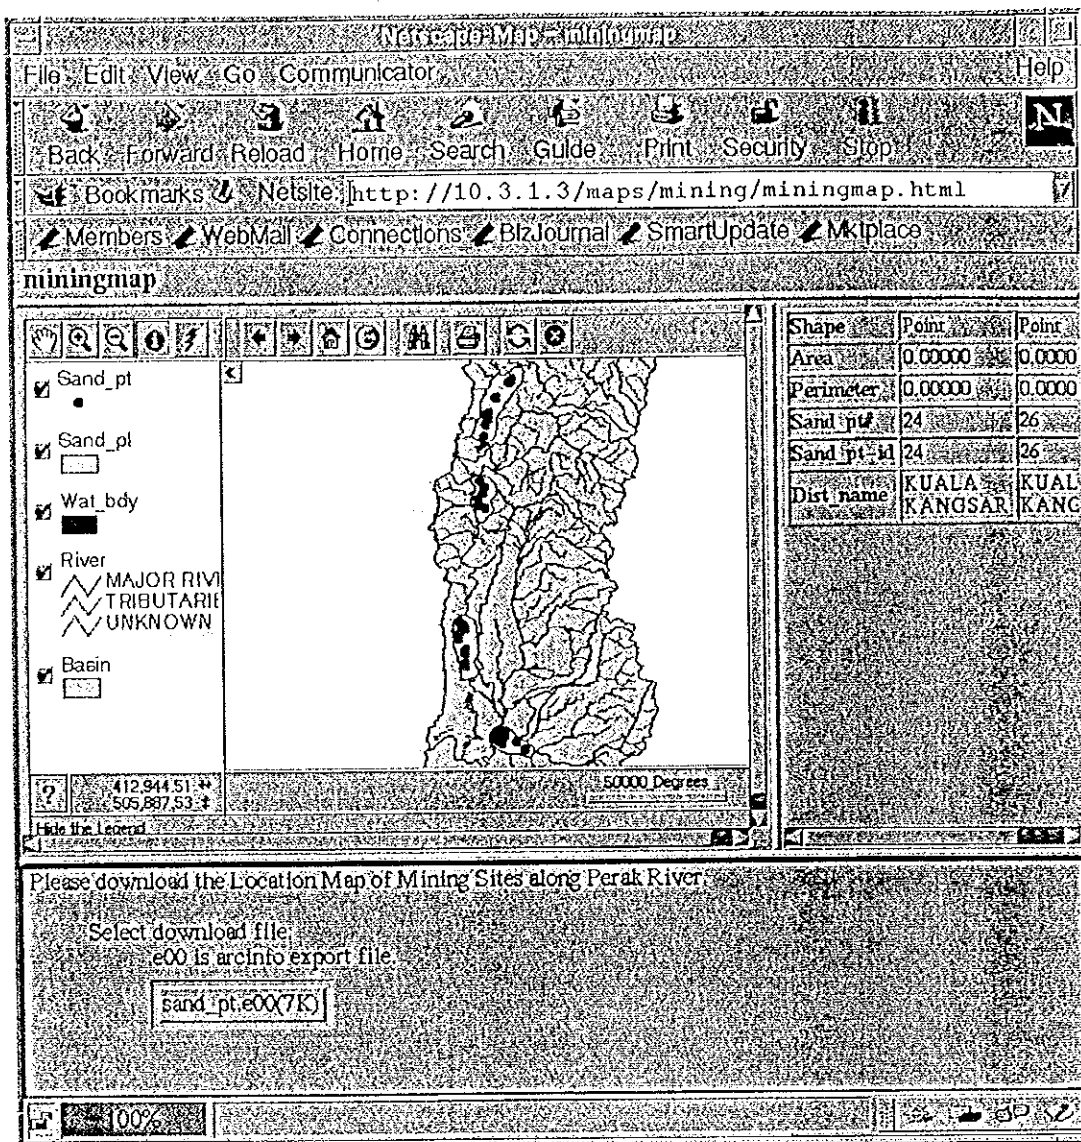 Netscape Map - miningmap
File Edit View Go Communicator Help
Back Forward Reload Home Search Guide Print Security Stop
N
Bookmarks Netsite: http://10.3.1.3/maps/mining/miningmap.html
Members WebMail Connections BizJournal SmartUpdate Mktplace
miningmap
Sand_pt
Sand_pl
Wat_bdy
River
MAJOR RIVE
TRIBUTARIE
UNKNOWN
Basin
? 412,944.51
505,887.53
50000 Degrees
Hide the Legend
Shape Point Point
Area 0.00000 0.0000
Perimeter 0.00000 0.0000
Sand_pt# 24 26
Sand_pt-id 24 26
Dist_name KUALA KUAL
KANGSAR KANG
Please download the Location Map of Mining Sites along Perak River.
Select download file.
e00 is arcinfo export file.
sand_pt.e00(7K)
100%